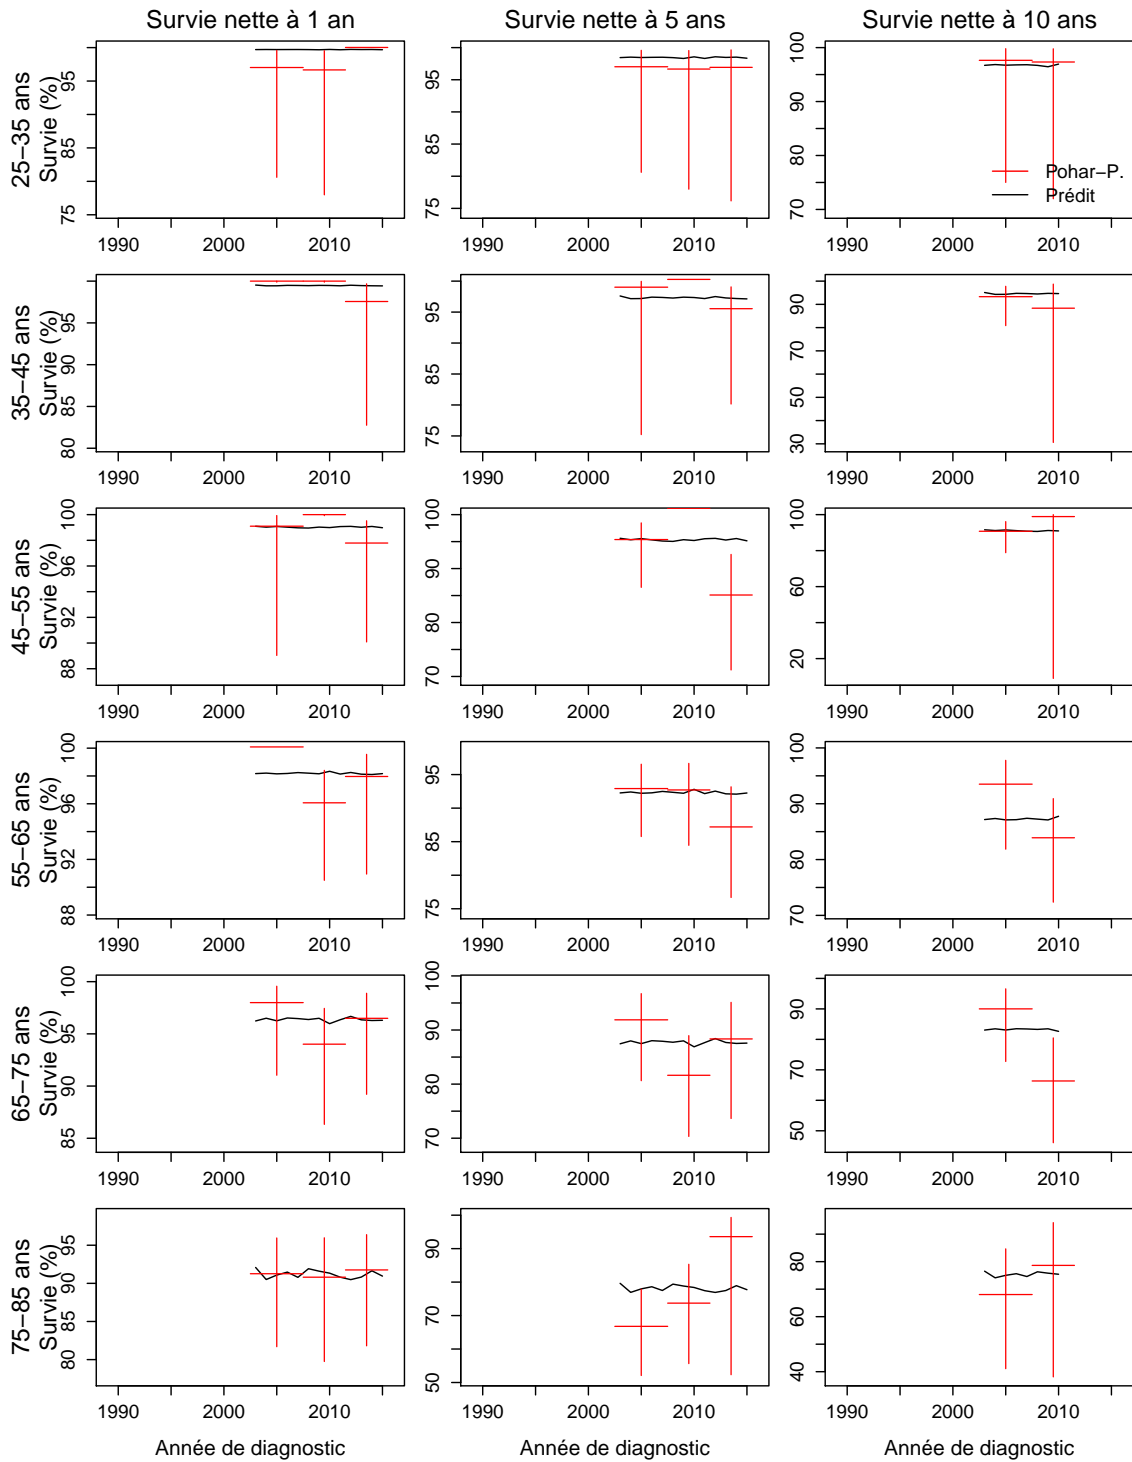 Survie nette à 1 an
Survie nette à 5 ans
Survie nette à 10 ans
25−35 ans
Survie (%)
75 85 95
1990 2000 2010
75 85 95
1990 2000 2010
70 80 90 100
1990 2000 2010
Pohar−P.
Prédit
35−45 ans
Survie (%)
80 85 90 95
1990 2000 2010
75 85 95
1990 2000 2010
30 50 70 90
1990 2000 2010
45−55 ans
Survie (%)
88 92 96 100
1990 2000 2010
70 80 90 100
1990 2000 2010
20 60 100
1990 2000 2010
55−65 ans
Survie (%)
88 92 96 100
1990 2000 2010
75 85 95
1990 2000 2010
70 80 90 100
1990 2000 2010
65−75 ans
Survie (%)
85 90 95 100
1990 2000 2010
70 80 90 100
1990 2000 2010
50 70 90
1990 2000 2010
75−85 ans
Survie (%)
80 85 90 95
1990 2000 2010
50 70 90
1990 2000 2010
40 60 80
1990 2000 2010
Année de diagnostic
Année de diagnostic
Année de diagnostic